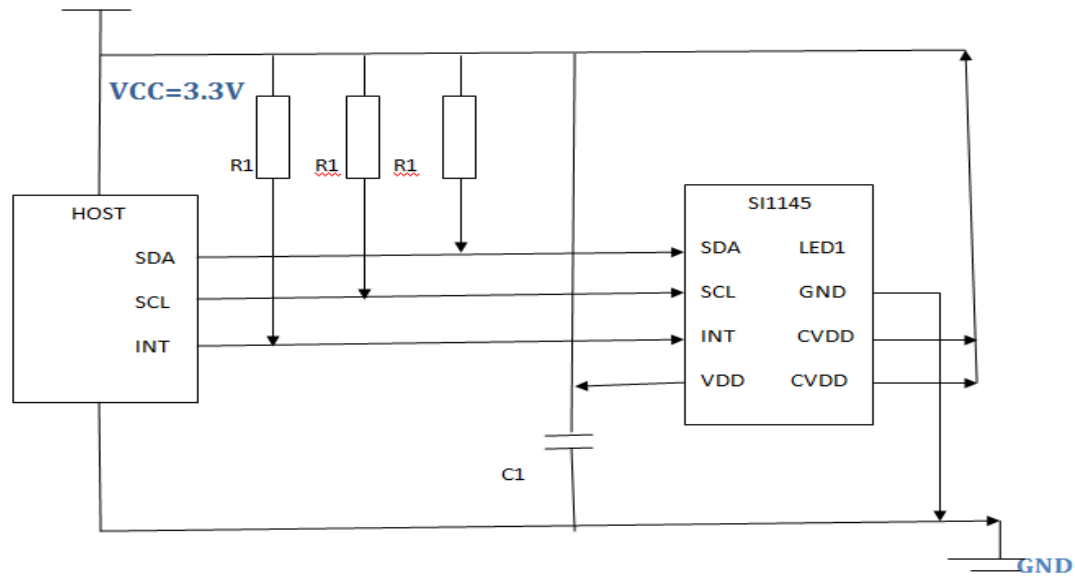 VCC=3.3V
R1
R1
R1
HOST
SDA
SCL
INT
SI1145
SDA LED1
SCL GND
INT CVDD
VDD CVDD
C1
GND